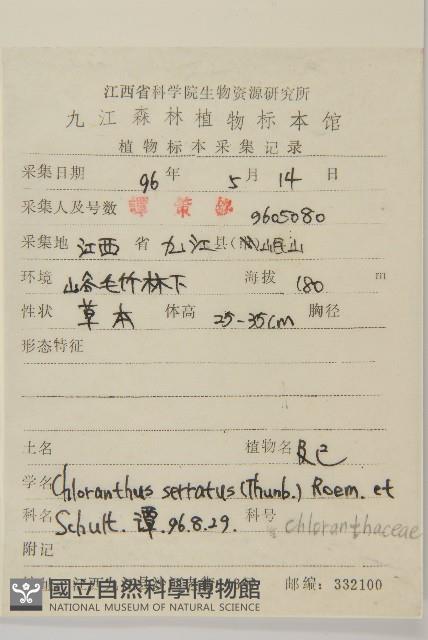 江西省科学院生物资源研究所
九江森林植物标本馆
植物标本采集记录
采集日期 96 年 5 月 14 日
采集人及号数 譚 策 9605080
采集地 江西 省 九江 县 岷山
环境 山谷毛竹林下 海拔 180 m
性状 草本 体高 25-35cm 胸径
形态特征
土名 植物名 及己
学名 Chloranthus serratus (Thunb.) Roem. et
科名 Schult. 譚. 96.8.29. 科号 chloranthaceae
附记
邮编: 332100
國立自然科學博物館
NATIONAL MUSEUM OF NATURAL SCIENCE